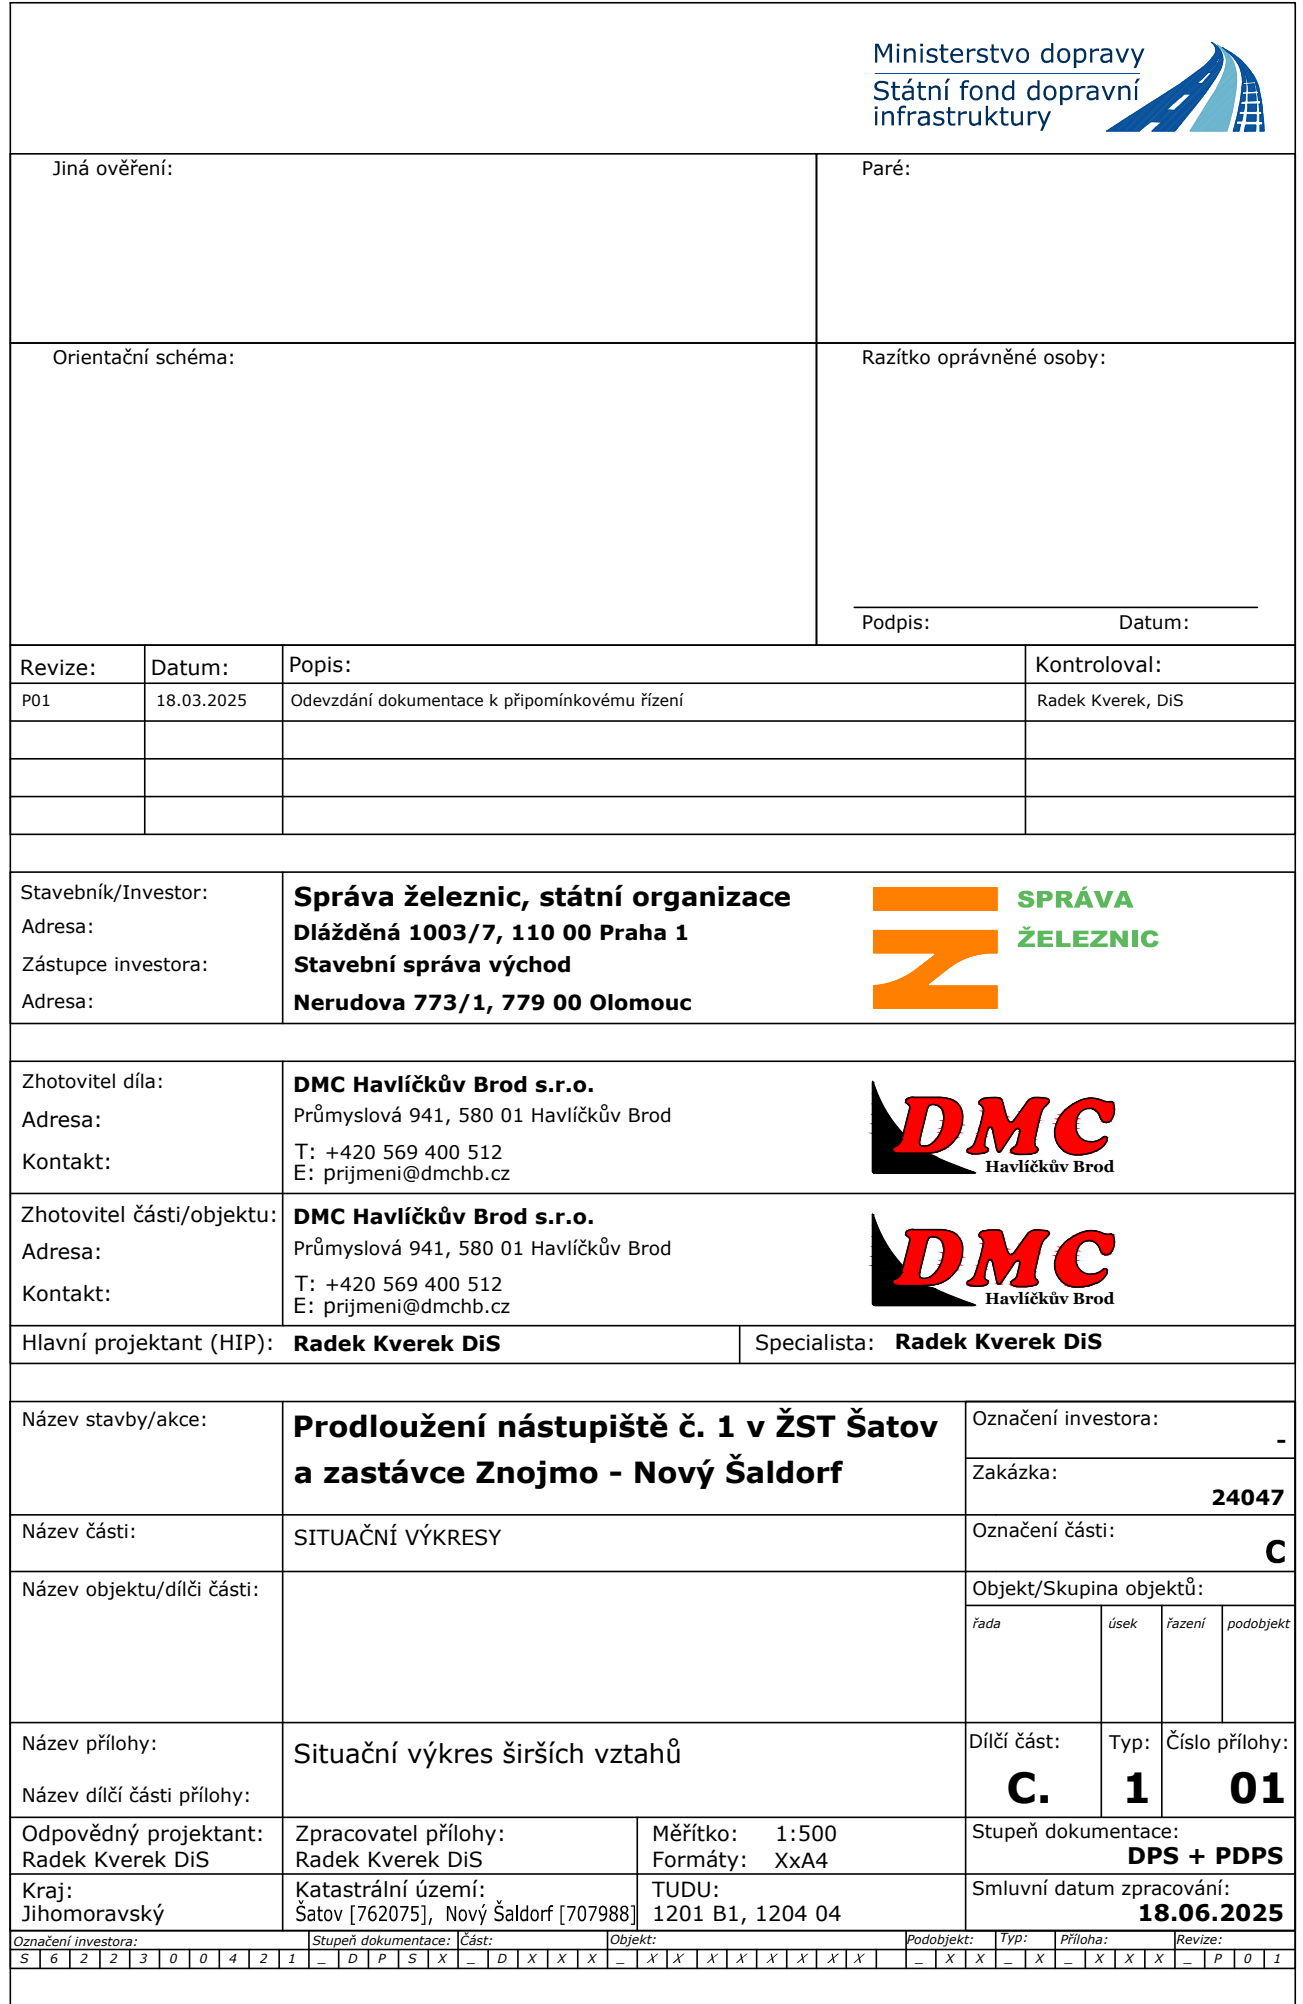 Ministerstvo dopravy
Státní fond dopravní
infrastruktury
Jiná ověření:
Paré:
Orientační schéma:
Razítko oprávněné osoby:
Podpis: Datum:
Revize: Datum: Popis: Kontroloval:
P01 18.03.2025 Odevzdání dokumentace k připomínkovému řízení Radek Kverek, DiS
Stavebník/Investor: Správa železnic, státní organizace
Adresa: Dlážděná 1003/7, 110 00 Praha 1
Zástupce investora: Stavební správa východ
Adresa: Nerudova 773/1, 779 00 Olomouc
SPRÁVA
ŽELEZNIC
Zhotovitel díla: DMC Havlíčkův Brod s.r.o.
Adresa: Průmyslová 941, 580 01 Havlíčkův Brod
Kontakt: T: +420 569 400 512
E: prijmeni@dmchb.cz
DMC
Havlíčkův Brod
Zhotovitel části/objektu: DMC Havlíčkův Brod s.r.o.
Adresa: Průmyslová 941, 580 01 Havlíčkův Brod
Kontakt: T: +420 569 400 512
E: prijmeni@dmchb.cz
DMC
Havlíčkův Brod
Hlavní projektant (HIP): Radek Kverek DiS Specialista: Radek Kverek DiS
Název stavby/akce: Prodloužení nástupiště č. 1 v ŽST Šatov
a zastávce Znojmo - Nový Šaldorf
Označení investora:
-
Zakázka:
24047
Název části: SITUAČNÍ VÝKRESY
Označení části:
C
Název objektu/dílči části:
Objekt/Skupina objektů:
řada úsek řazení podobjekt
Název přílohy: Situační výkres širších vztahů
Název dílčí části přílohy:
Dílčí část: Typ: Číslo přílohy:
C. 1 01
Odpovědný projektant: Zpracovatel přílohy: Měřítko: 1:500
Radek Kverek DiS Radek Kverek DiS Formáty: XxA4
Stupeň dokumentace:
DPS + PDPS
Kraj: Katastrální území: TUDU:
Jihomoravský Šatov [762075], Nový Šaldorf [707988] 1201 B1, 1204 04
Smluvní datum zpracování:
18.06.2025
Označení investora: Stupeň dokumentace: Část: Objekt: Podobjekt: Typ: Příloha: Revize:
S 6 2 2 3 0 0 4 2 1 _ D P S X _ D X X X _ X X X X X X X X _ X X _ X _ X X X _ P 0 1